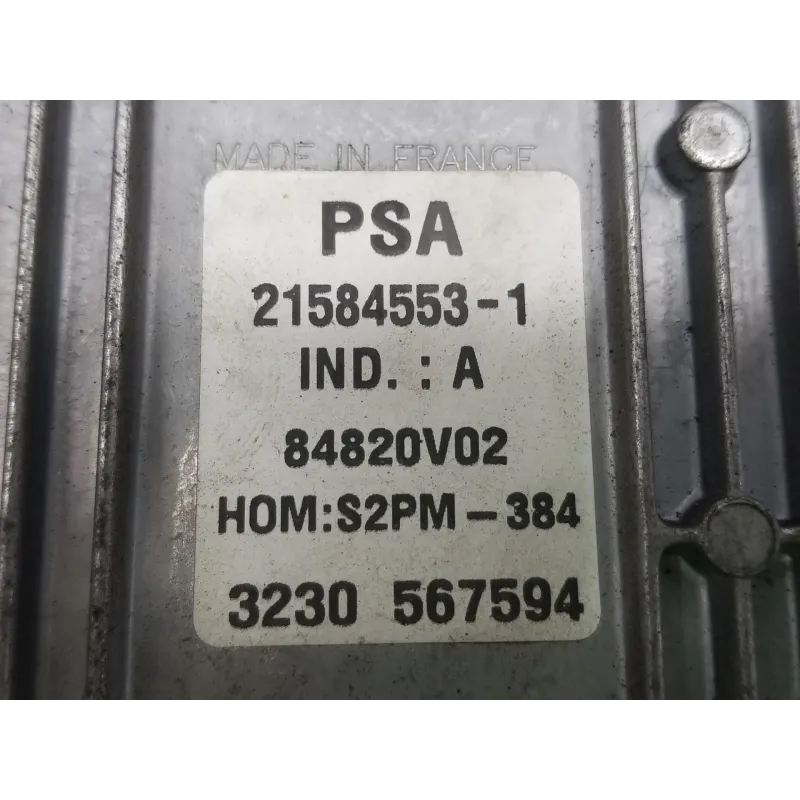 MADE IN FRANCE
PSA
21584553-1
IND. : A
84820V02
HOM:S2PM-384
3230 567594